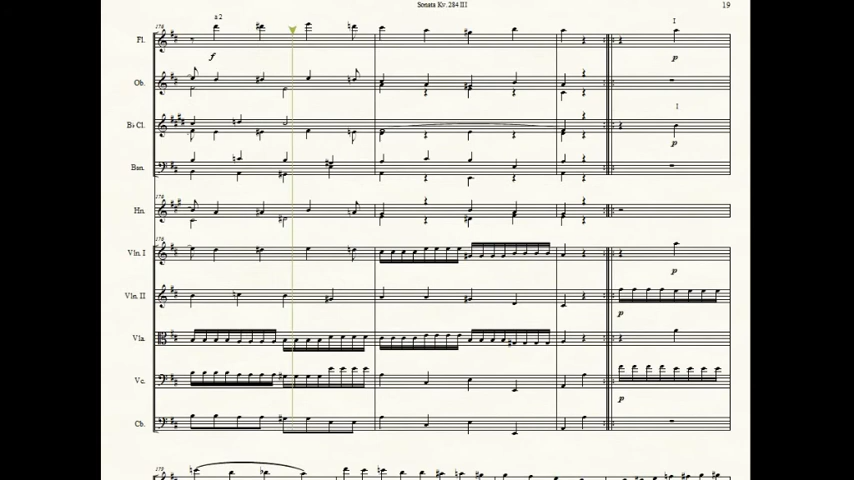 Sonata Kv. 284 III
19
a 2
I
176
Fl.
f
p
Ob.
I
B♭ Cl.
p
Bsn.
176
Hn.
176
Vln. I
p
Vln. II
p
Vla.
Vc.
p
Cb.